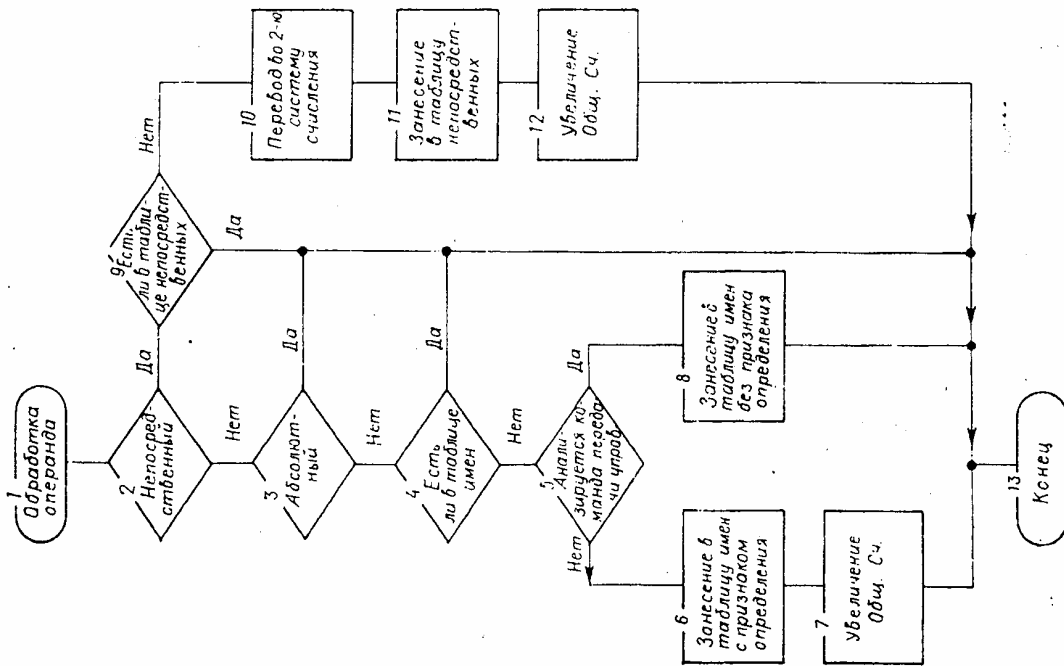 1
Обработка
операнда
2
Непосред-
ственный
Да
Нет
9
Есть
ли в табли-
це непосредст-
венных
Нет
Да
10
Перевод во 2-ю
систему
счисления
11
Занесение
в таблицу
непосредст-
венных
12
Увеличение
Общ. Сч.
3
Абсолют-
ный
Да
Нет
4
Есть
ли в таблице
имен
Да
Нет
5
Анали-
зируется ко-
манда переда-
чи управ.
Нет
Да
6
Занесение в
таблицу имен
с признаком
определения
7
Увеличение
Общ. Сч.
8
Занесение в
таблицу имен
без признака
определения
13
Конец